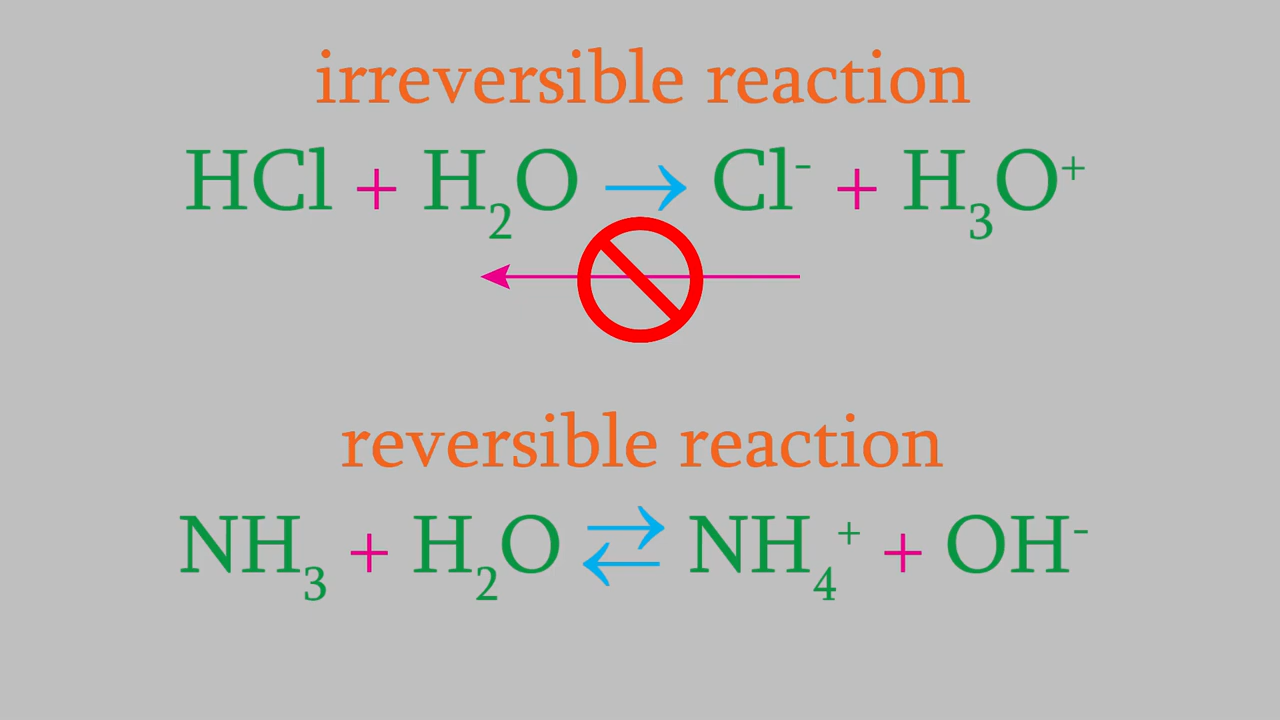 irreversible reaction
HCl + H₂O → Cl⁻ + H₃O⁺
reversible reaction
NH₃ + H₂O ⇄ NH₄⁺ + OH⁻